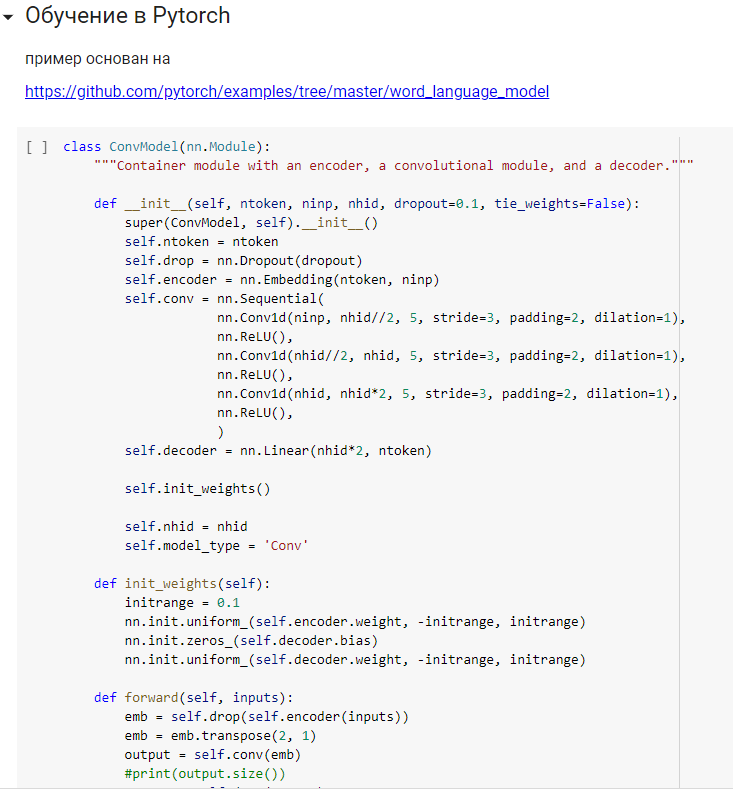 Обучение в Pytorch
пример основан на
https://github.com/pytorch/examples/tree/master/word_language_model
[ ] class ConvModel(nn.Module):
    """Container module with an encoder, a convolutional module, and a decoder."""

    def __init__(self, ntoken, ninp, nhid, dropout=0.1, tie_weights=False):
        super(ConvModel, self).__init__()
        self.ntoken = ntoken
        self.drop = nn.Dropout(dropout)
        self.encoder = nn.Embedding(ntoken, ninp)
        self.conv = nn.Sequential(
                    nn.Conv1d(ninp, nhid//2, 5, stride=3, padding=2, dilation=1),
                    nn.ReLU(),
                    nn.Conv1d(nhid//2, nhid, 5, stride=3, padding=2, dilation=1),
                    nn.ReLU(),
                    nn.Conv1d(nhid, nhid*2, 5, stride=3, padding=2, dilation=1),
                    nn.ReLU(),
                    )
        self.decoder = nn.Linear(nhid*2, ntoken)

        self.init_weights()

        self.nhid = nhid
        self.model_type = 'Conv'

    def init_weights(self):
        initrange = 0.1
        nn.init.uniform_(self.encoder.weight, -initrange, initrange)
        nn.init.zeros_(self.decoder.bias)
        nn.init.uniform_(self.decoder.weight, -initrange, initrange)

    def forward(self, inputs):
        emb = self.drop(self.encoder(inputs))
        emb = emb.transpose(2, 1)
        output = self.conv(emb)
        #print(output.size())